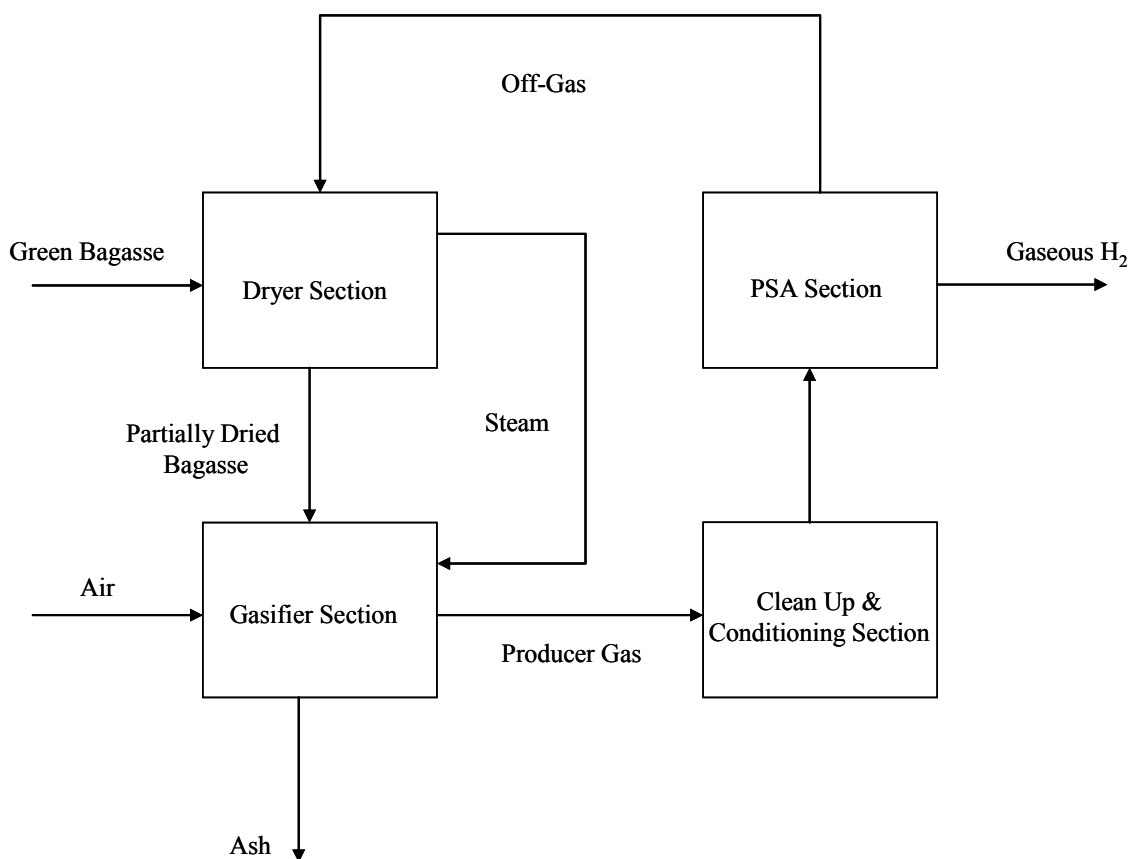 Off-Gas
Green Bagasse
Dryer Section
PSA Section
Gaseous H₂
Partially Dried
Bagasse
Steam
Air
Gasifier Section
Producer Gas
Clean Up &
Conditioning Section
Ash